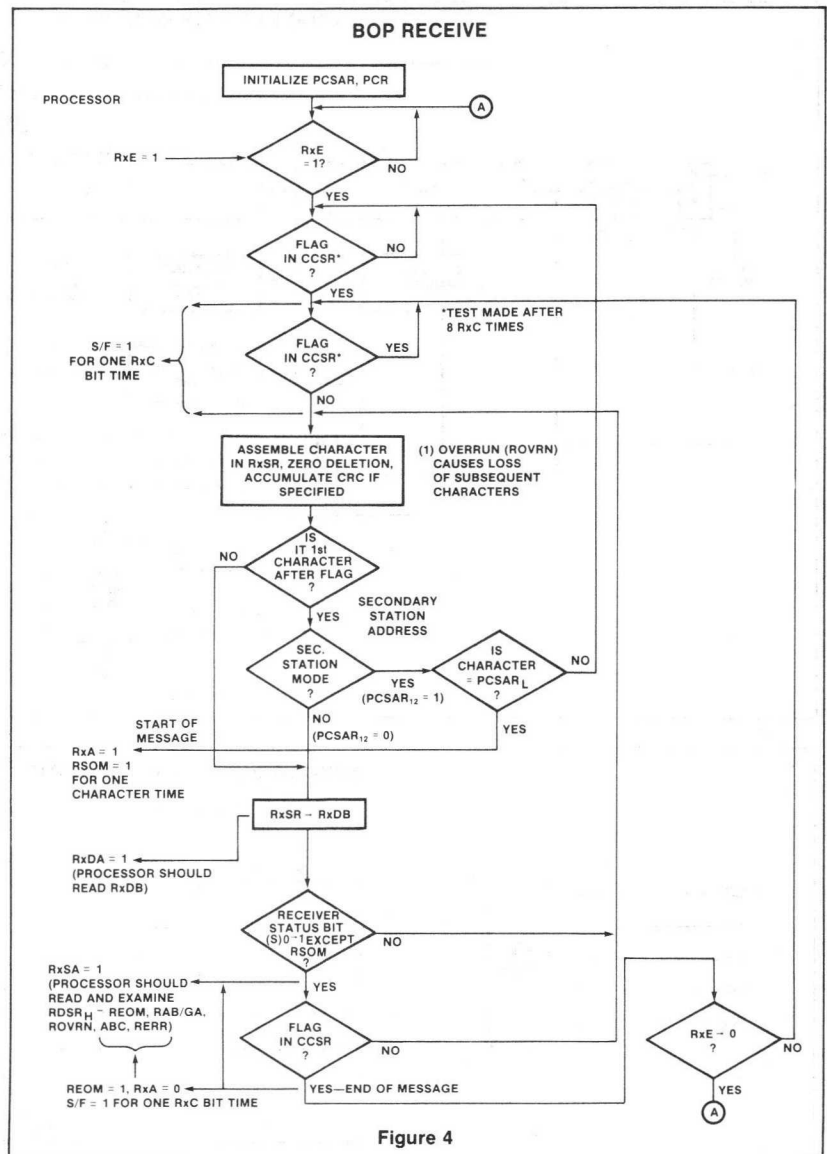 BOP RECEIVE
INITIALIZE PCSAR, PCR
PROCESSOR
A
RxE = 1
RxE
= 1?
NO
YES
FLAG
IN CCSR*
?
NO
YES
*TEST MADE AFTER
8 RxC TIMES
S/F = 1
FOR ONE RxC
BIT TIME
FLAG
IN CCSR*
?
YES
NO
ASSEMBLE CHARACTER
IN RxSR, ZERO DELETION,
ACCUMULATE CRC IF
SPECIFIED
(1) OVERRUN (ROVRN)
CAUSES LOSS
OF SUBSEQUENT
CHARACTERS
IS
IT 1st
CHARACTER
AFTER FLAG
?
NO
YES
SECONDARY
STATION
ADDRESS
SEC.
STATION
MODE
?
YES
(PCSAR₁₂ = 1)
IS
CHARACTER
= PCSAR_L
?
NO
YES
NO
(PCSAR₁₂ = 0)
START OF
MESSAGE
RxA = 1
RSOM = 1
FOR ONE
CHARACTER TIME
RxSR → RxDB
RxDA = 1
(PROCESSOR SHOULD
READ RxDB)
RECEIVER
STATUS BIT
(S)0→1 EXCEPT
RSOM
?
NO
YES
RxSA = 1
(PROCESSOR SHOULD
READ AND EXAMINE
RDSR_H – REOM, RAB/GA,
ROVRN, ABC, RERR)
FLAG
IN CCSR
?
NO
YES—END OF MESSAGE
REOM = 1, RxA = 0
S/F = 1 FOR ONE RxC BIT TIME
RxE → 0
?
NO
YES
A
Figure 4